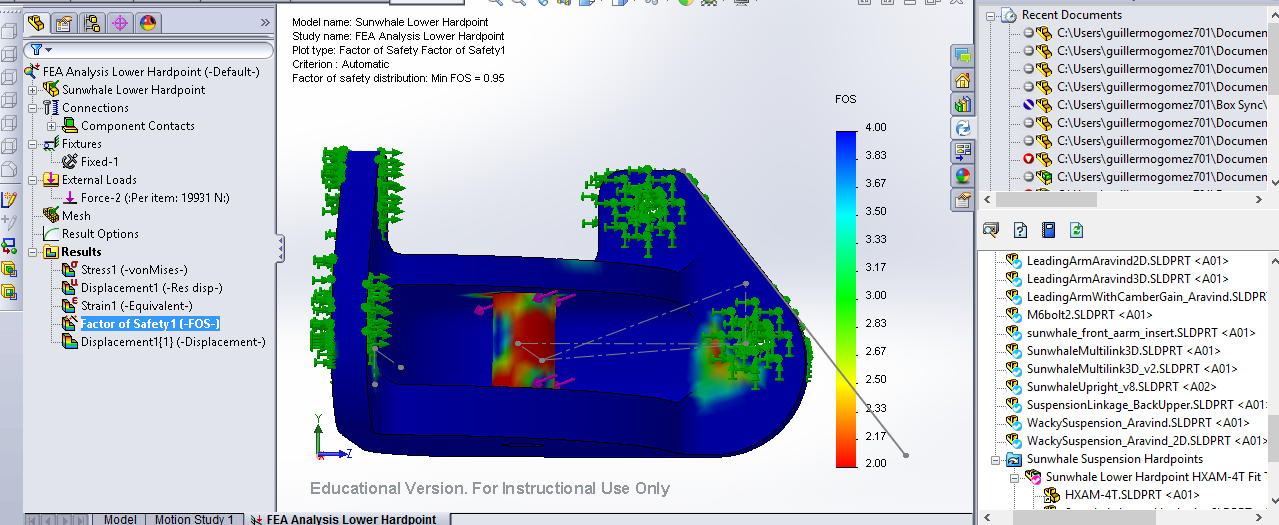 FEA Analysis Lower Hardpoint (-Default-)
Sunwhale Lower Hardpoint
Connections
Component Contacts
Fixtures
Fixed-1
External Loads
Force-2 (:Per item: 19931 N:)
Mesh
Result Options
Results
Stress1 (-vonMises-)
Displacement1 (-Res disp-)
Strain1 (-Equivalent-)
Factor of Safety1 (-FOS-)
Displacement1{1} (-Displacement-)
Model name: Sunwhale Lower Hardpoint
Study name: FEA Analysis Lower Hardpoint
Plot type: Factor of Safety Factor of Safety1
Criterion : Automatic
Factor of safety distribution: Min FOS = 0.95
FOS
4.00
3.83
3.67
3.50
3.33
3.17
3.00
2.83
2.67
2.50
2.33
2.17
2.00
Y
Z
Educational Version. For Instructional Use Only
Model
Motion Study 1
FEA Analysis Lower Hardpoint
Recent Documents
C:\Users\guillermogomez701\Documen
C:\Users\guillermogomez701\Documen
C:\Users\guillermogomez701\Documen
C:\Users\guillermogomez701\Documen
C:\Users\guillermogomez701\Box Sync\
C:\Users\guillermogomez701\Documen
C:\Users\guillermogomez701\Documen
C:\Users\guillermogomez701\Documen
C:\Users\guillermogomez701\Documen
LeadingArmAravind2D.SLDPRT <A01>
LeadingArmAravind3D.SLDPRT <A01>
LeadingArmWithCamberGain_Aravind.SLDPR
M6bolt2.SLDPRT <A01>
sunwhale_front_aarm_insert.SLDPRT <A01>
SunwhaleMultilink3D.SLDPRT <A01>
SunwhaleMultilink3D_v2.SLDPRT <A01>
SunwhaleUpright_v8.SLDPRT <A02>
SuspensionLinkage_BackUpper.SLDPRT <A01>
WackySuspension_Aravind.SLDPRT <A01>
WackySuspension_Aravind_2D.SLDPRT <A01>
Sunwhale Suspension Hardpoints
Sunwhale Lower Hardpoint HXAM-4T Fit T
HXAM-4T.SLDPRT <A01>